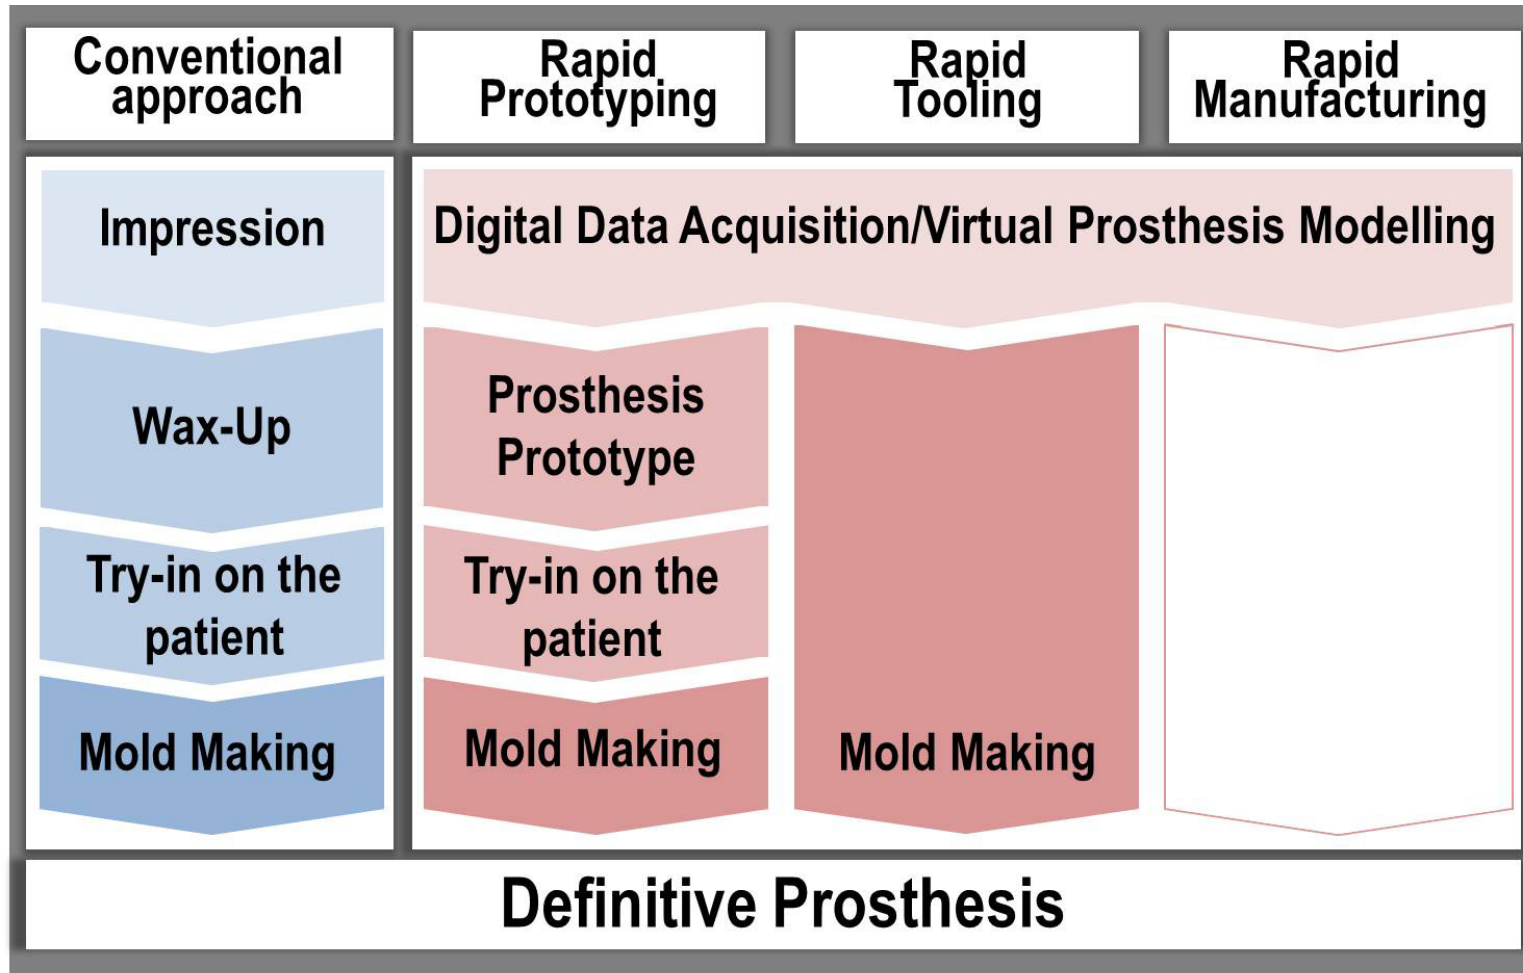 Conventional
approach
Rapid
Prototyping
Rapid
Tooling
Rapid
Manufacturing
Impression
Wax-Up
Try-in on the
patient
Mold Making
Digital Data Acquisition/Virtual Prosthesis Modelling
Prosthesis
Prototype
Try-in on the
patient
Mold Making
Mold Making
Definitive Prosthesis